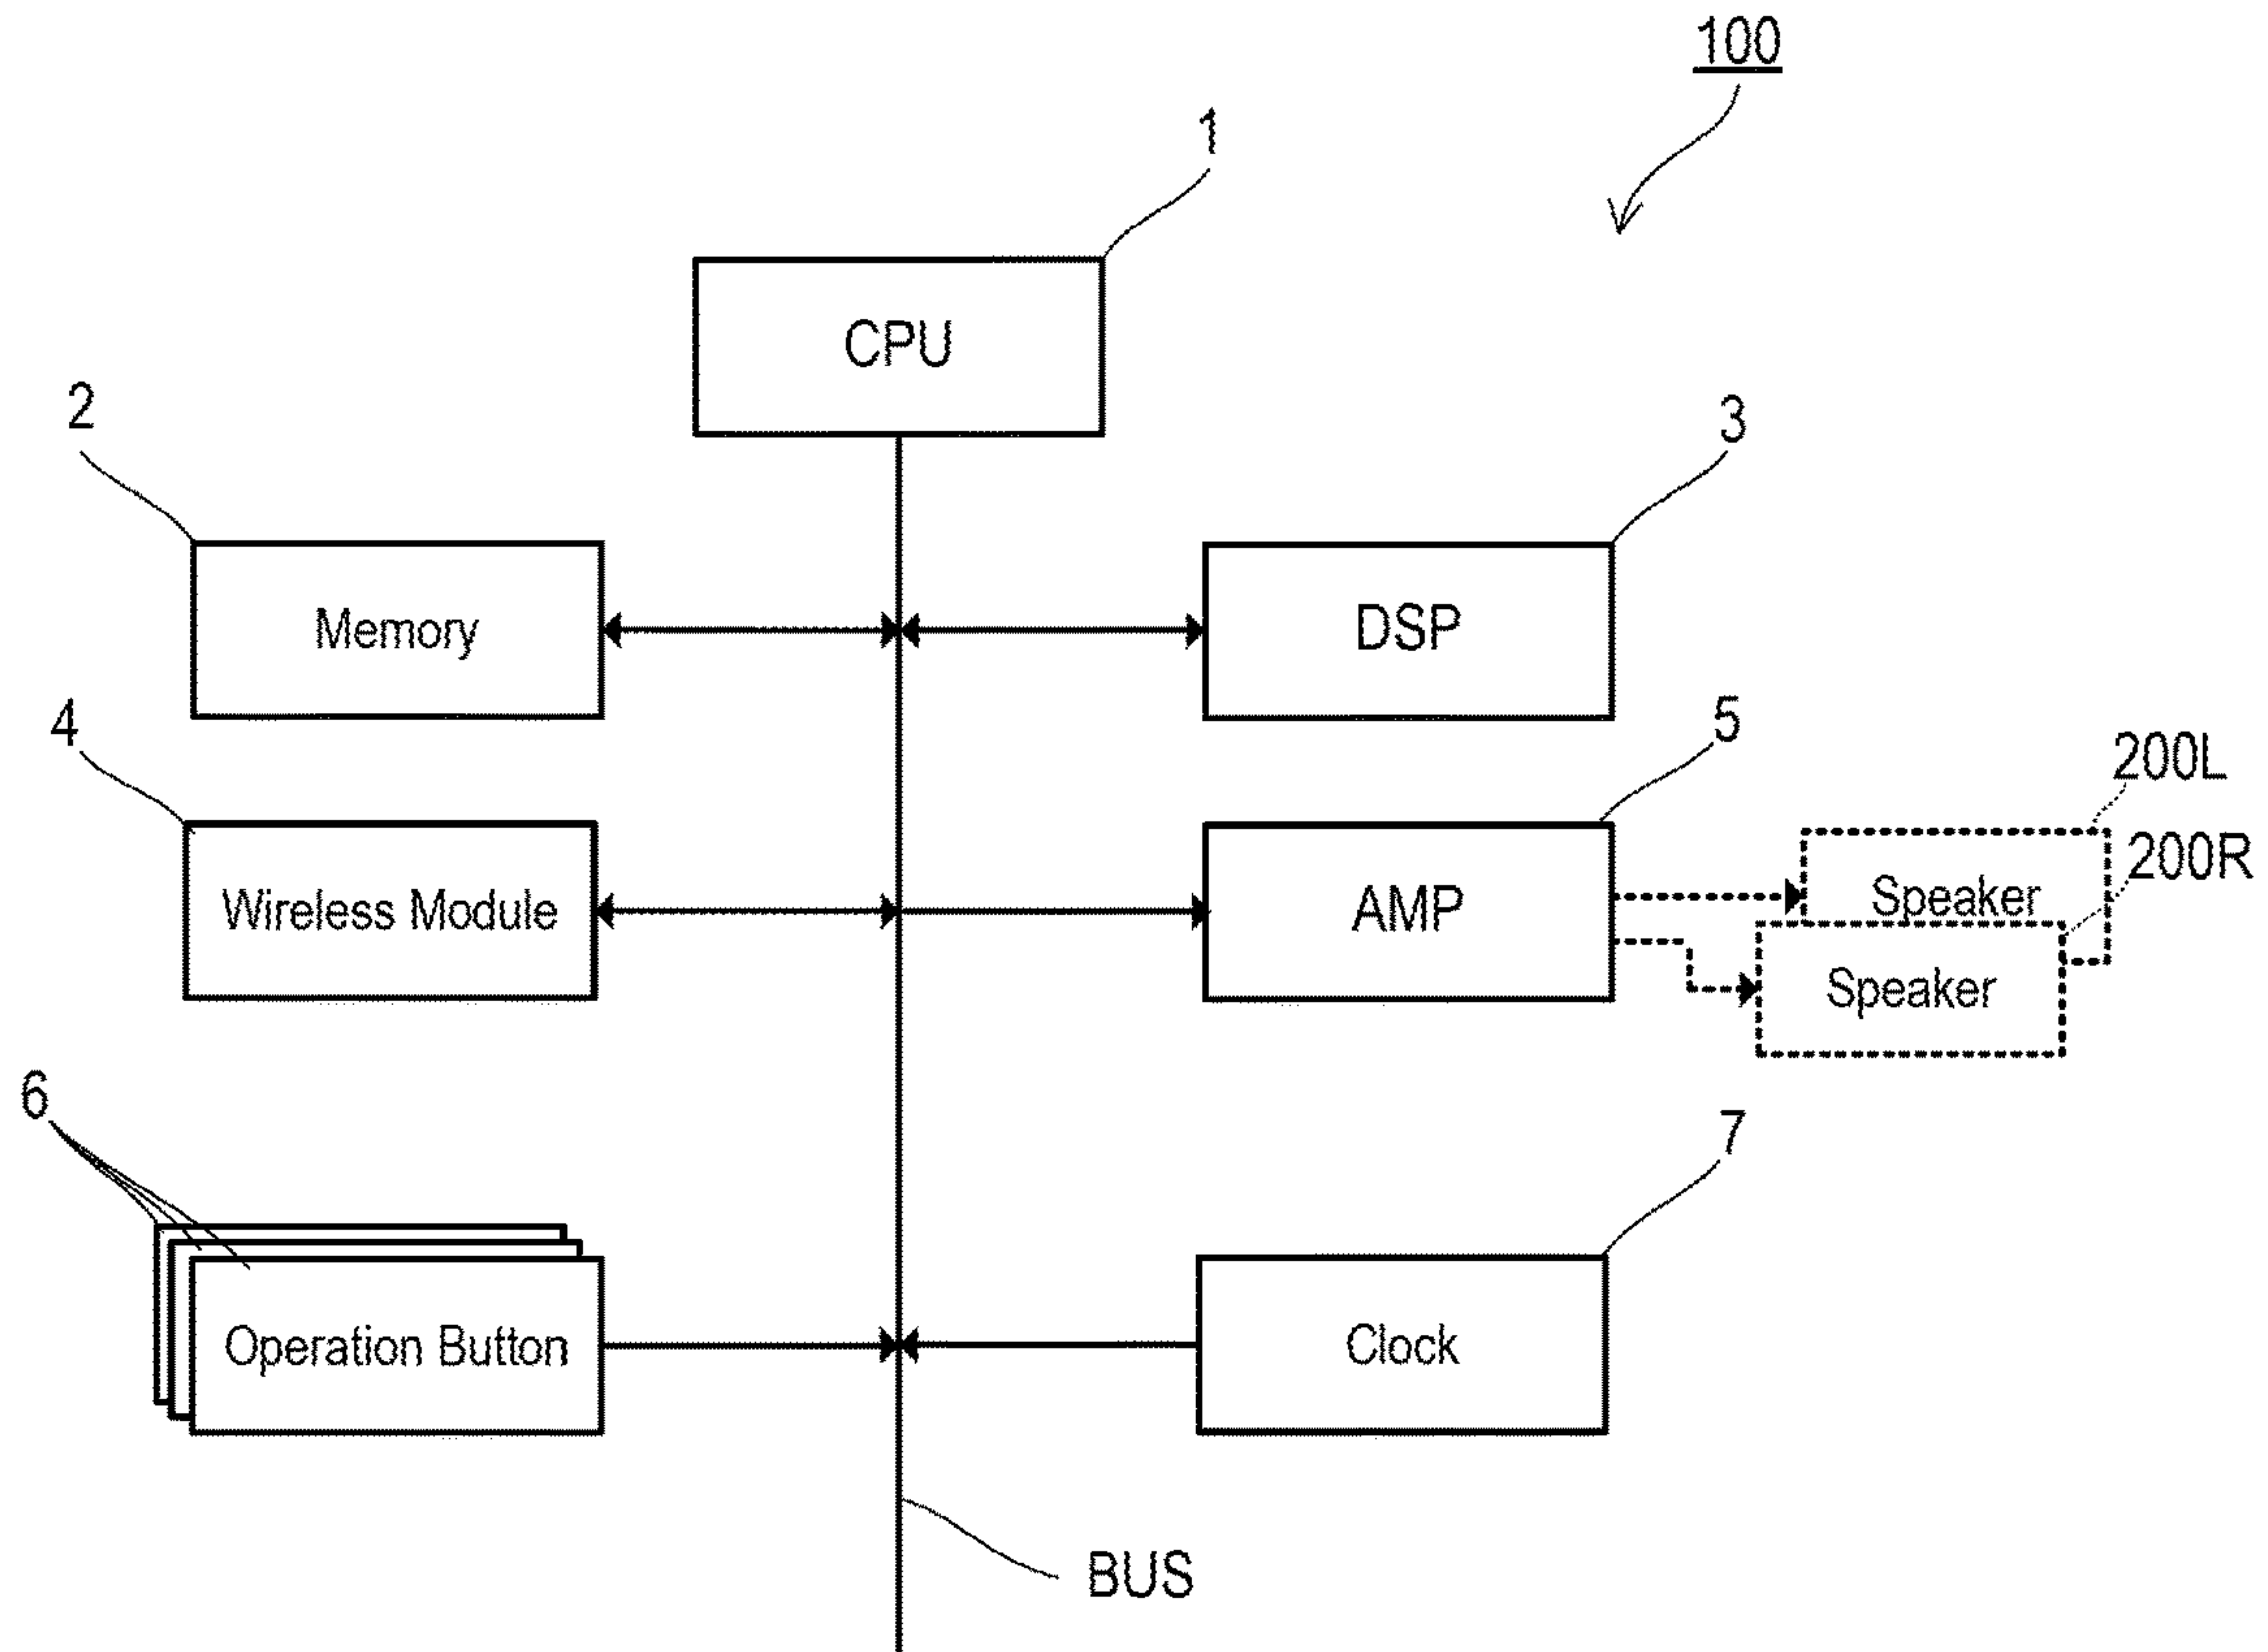 100
1
CPU
2
3
Memory
DSP
4
5
200L
200R
Wireless Module
AMP
Speaker
Speaker
6
7
Operation Button
Clock
BUS